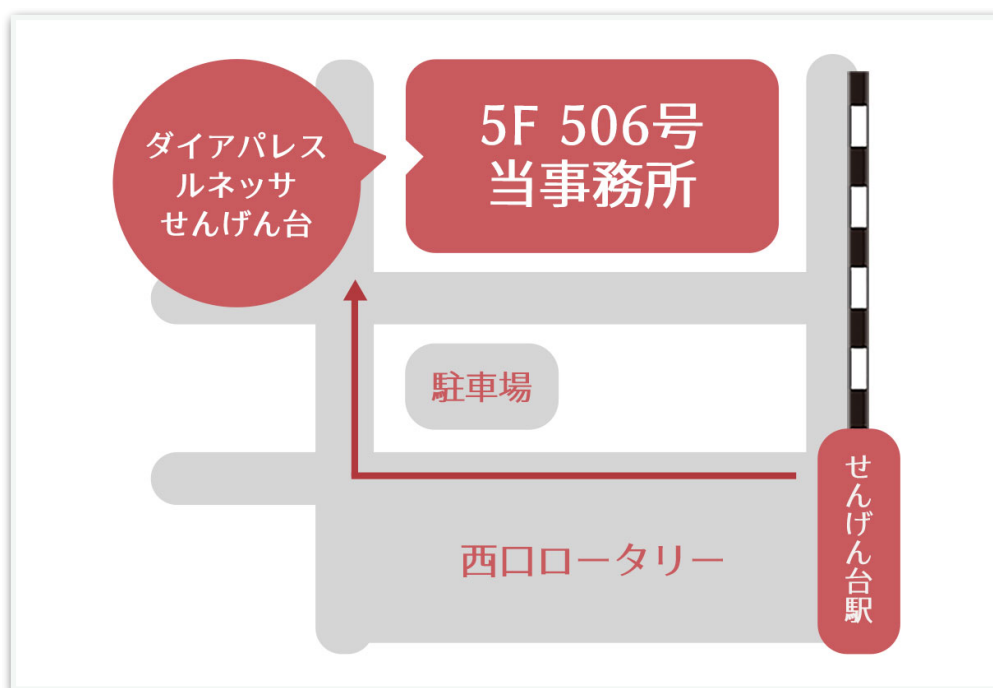 ダイアパレス
ルネッサ
せんげん台
5F 506号
当事務所
駐車場
西口ロータリー
せんげん台駅